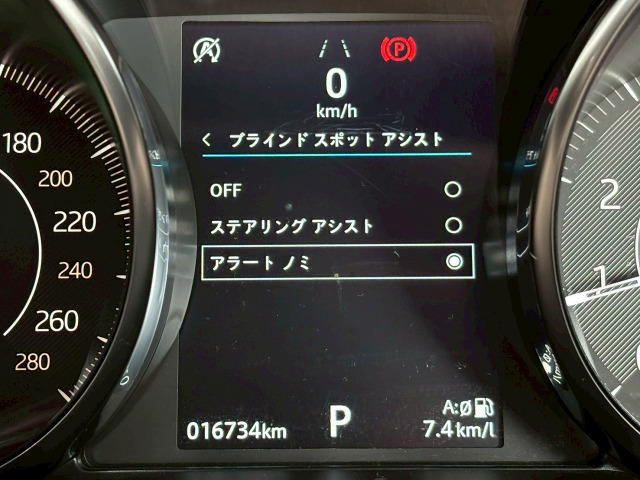 0
km/h
ブラインド スポット アシスト
OFF
ステアリング アシスト
アラート ノミ
180
200
220
240
260
280
2
1
016734km
P
A:Ø
7.4km/l